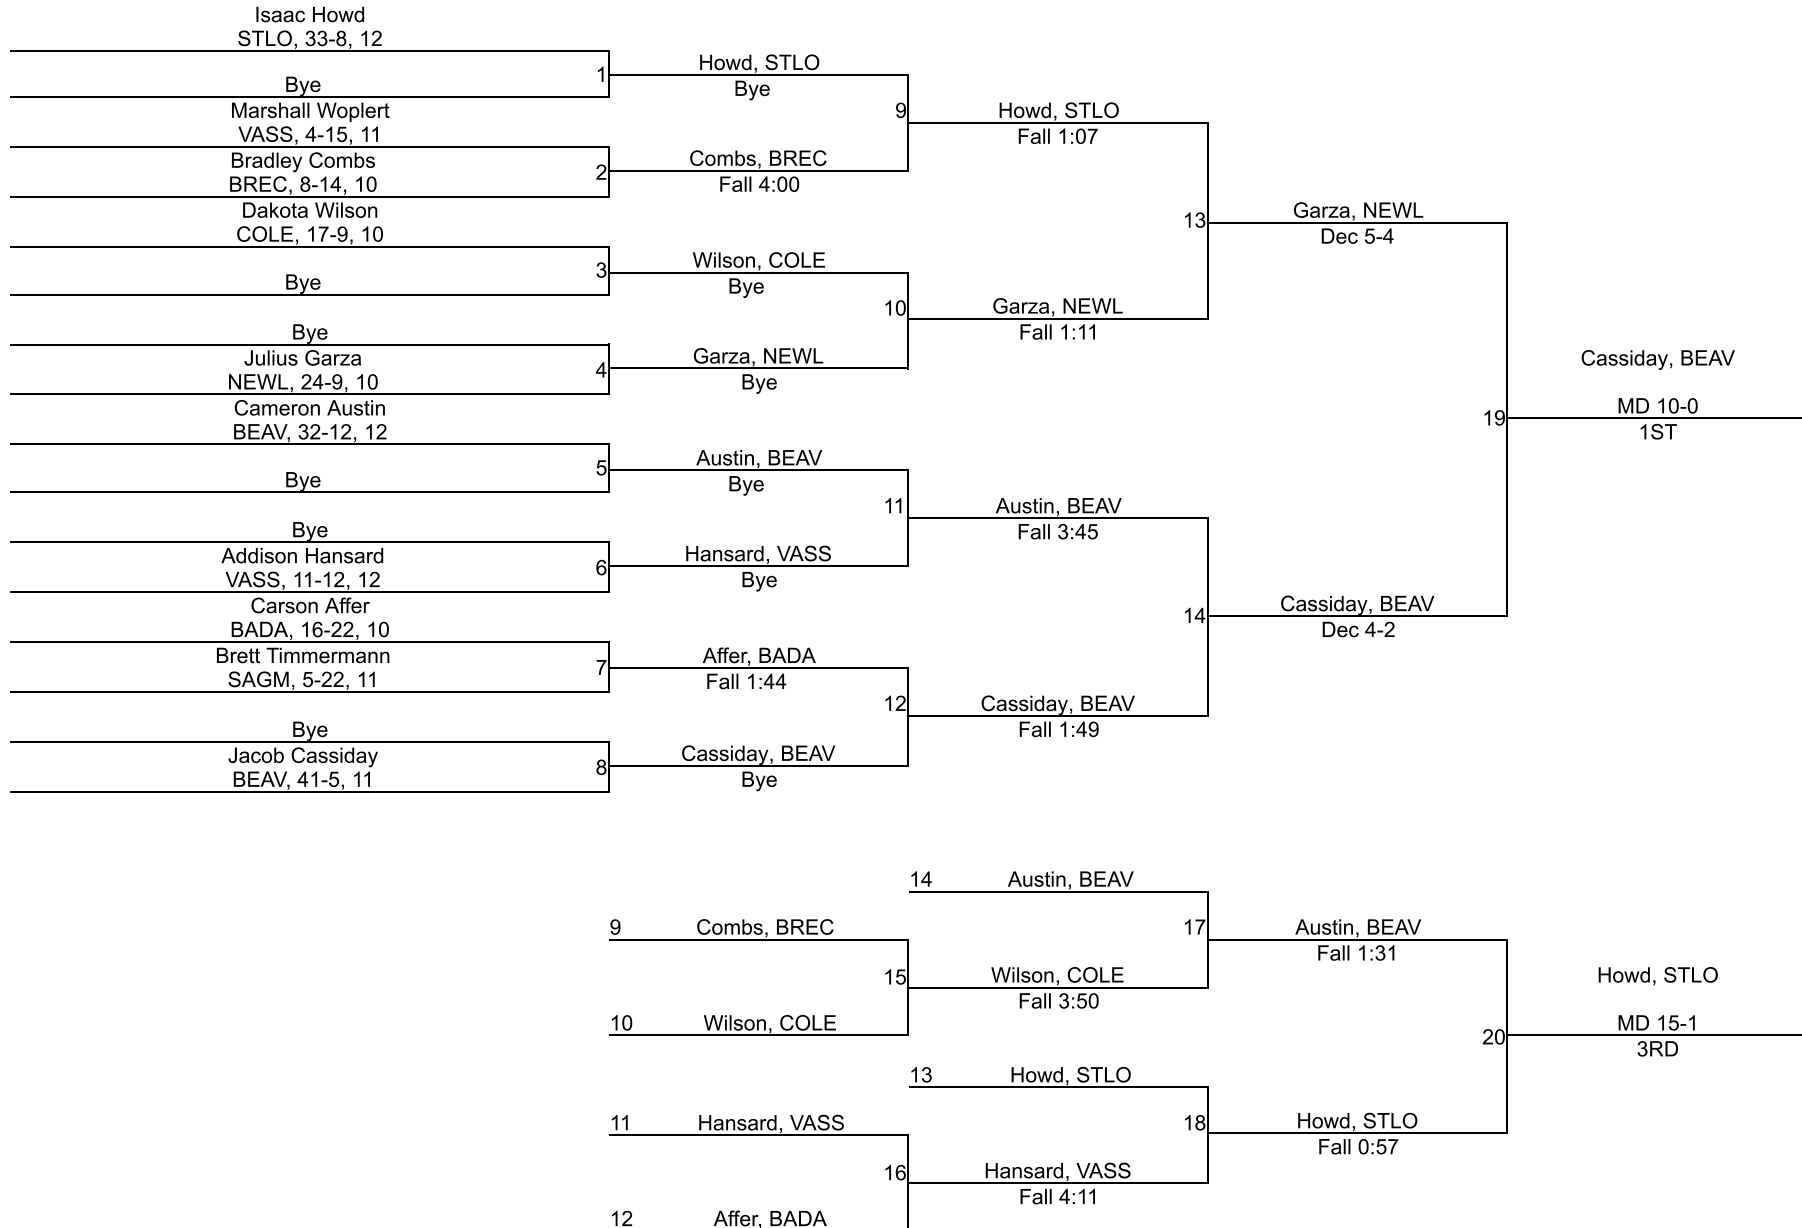 Isaac Howd
STLO, 33-8, 12
Bye
1
Marshall Woplert
VASS, 4-15, 11
Bradley Combs
BREC, 8-14, 10
2
Dakota Wilson
COLE, 17-9, 10
Bye
3
Bye
Julius Garza
NEWL, 24-9, 10
4
Cameron Austin
BEAV, 32-12, 12
Bye
5
Bye
Addison Hansard
VASS, 11-12, 12
6
Carson Affer
BADA, 16-22, 10
Brett Timmermann
SAGM, 5-22, 11
7
Bye
Jacob Cassiday
BEAV, 41-5, 11
8
Howd, STLO
Bye
9
Combs, BREC
Fall 4:00
Wilson, COLE
Bye
10
Garza, NEWL
Bye
Austin, BEAV
Bye
11
Hansard, VASS
Bye
Affer, BADA
Fall 1:44
12
Cassiday, BEAV
Bye
Howd, STLO
Fall 1:07
13
Garza, NEWL
Fall 1:11
Austin, BEAV
Fall 3:45
14
Cassiday, BEAV
Fall 1:49
Garza, NEWL
Dec 5-4
19
Cassiday, BEAV
Dec 4-2
Cassiday, BEAV
MD 10-0
1ST
14 Austin, BEAV
9 Combs, BREC
17
Austin, BEAV
Fall 1:31
15
Wilson, COLE
Fall 3:50
10 Wilson, COLE
Howd, STLO
MD 15-1
3RD
20
13 Howd, STLO
11 Hansard, VASS
18
Howd, STLO
Fall 0:57
16
Hansard, VASS
Fall 4:11
12 Affer, BADA